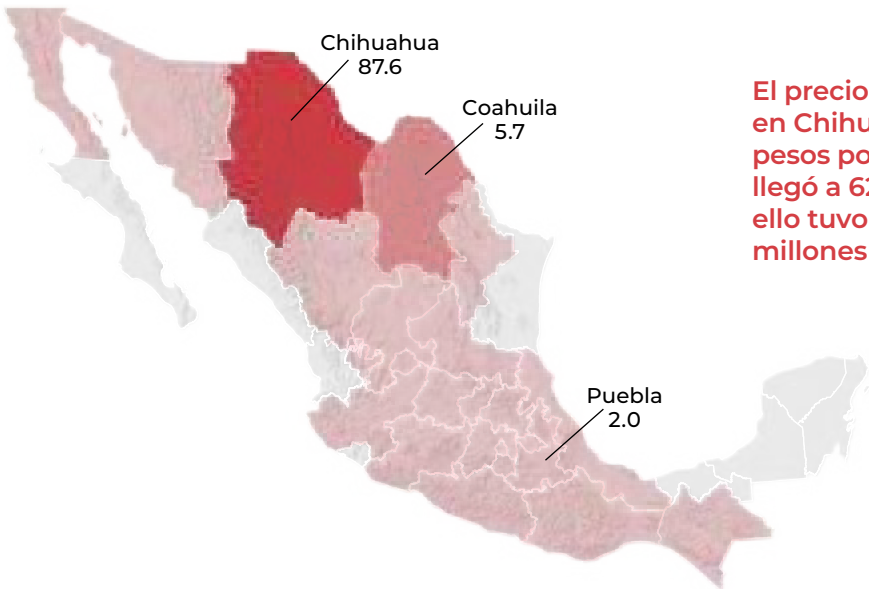 Chihuahua
87.6
Coahuila
5.7
El precio
en Chihu
pesos po
llegó a 62
ello tuvo
millones
Puebla
2.0